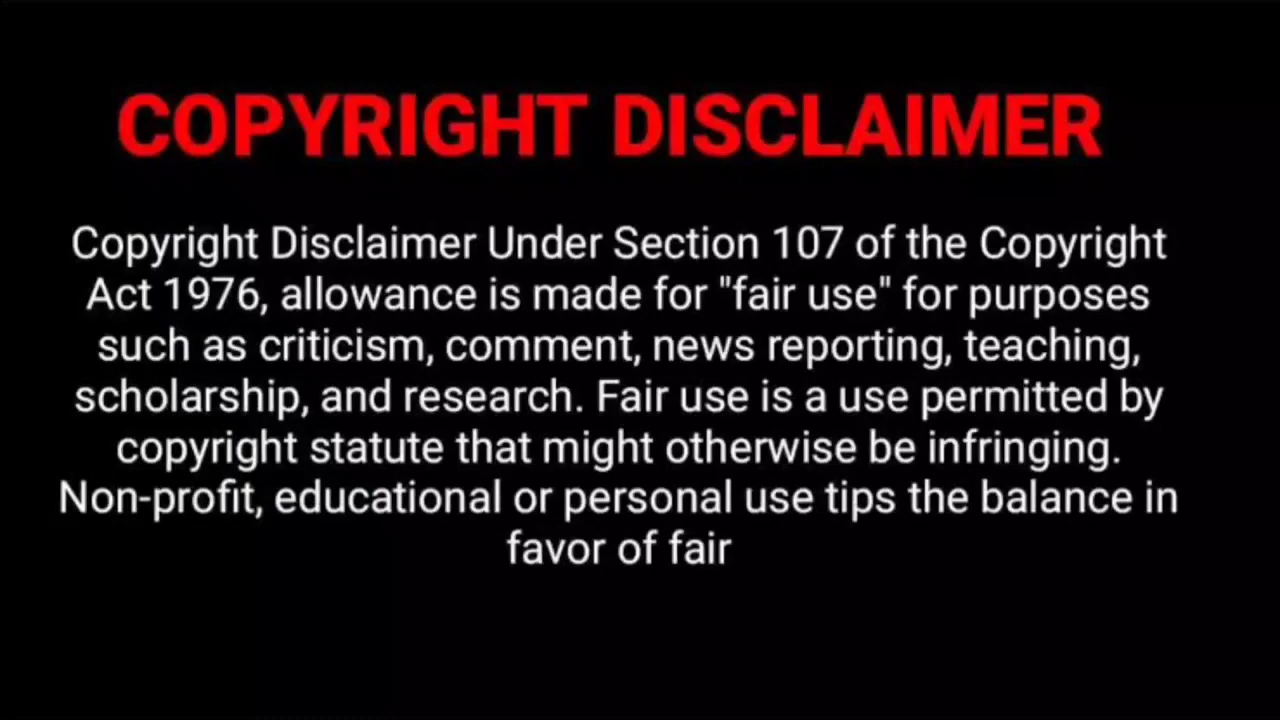 COPYRIGHT DISCLAIMER
Copyright Disclaimer Under Section 107 of the Copyright
Act 1976, allowance is made for "fair use" for purposes
such as criticism, comment, news reporting, teaching,
scholarship, and research. Fair use is a use permitted by
copyright statute that might otherwise be infringing.
Non-profit, educational or personal use tips the balance in
favor of fair